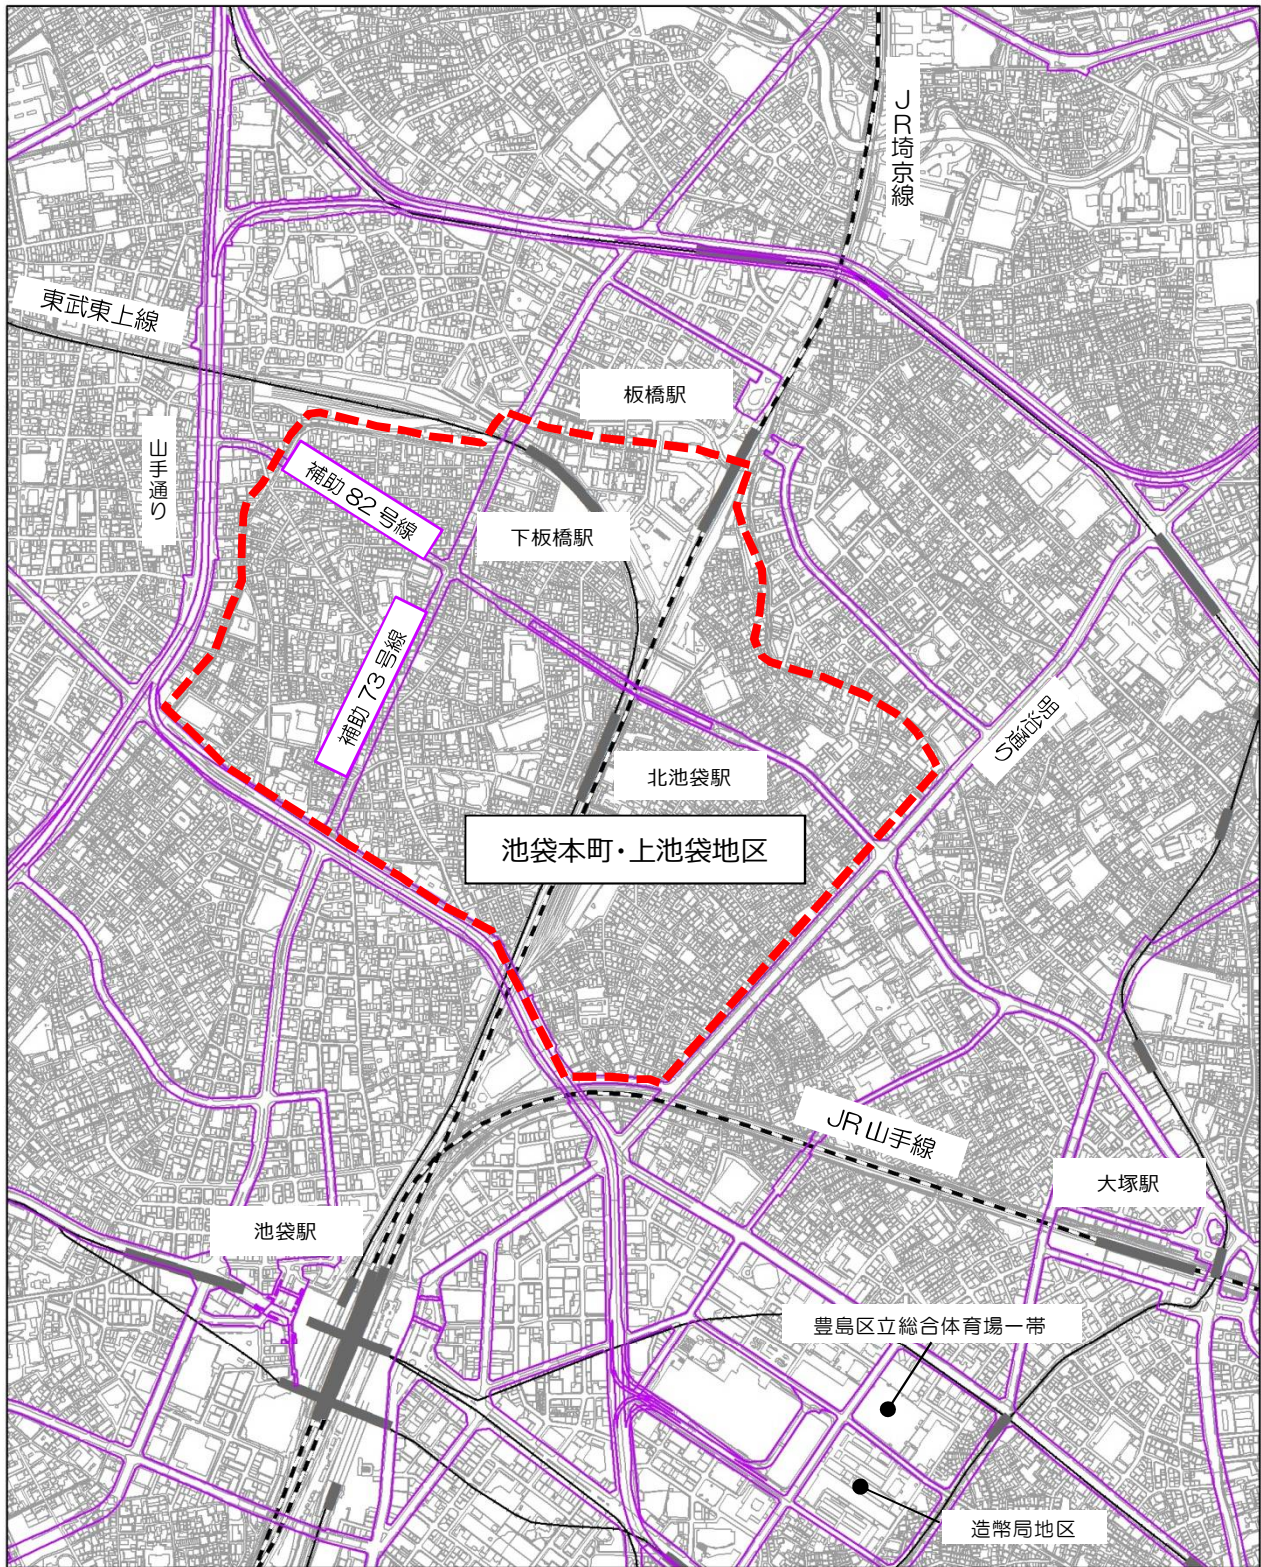 JR埼京線
東武東上線
板橋駅
山手通り
補助82号線
下板橋駅
補助73号線
明治通り
北池袋駅
池袋本町・上池袋地区
JR山手線
大塚駅
池袋駅
豊島区立総合体育場一帯
造幣局地区